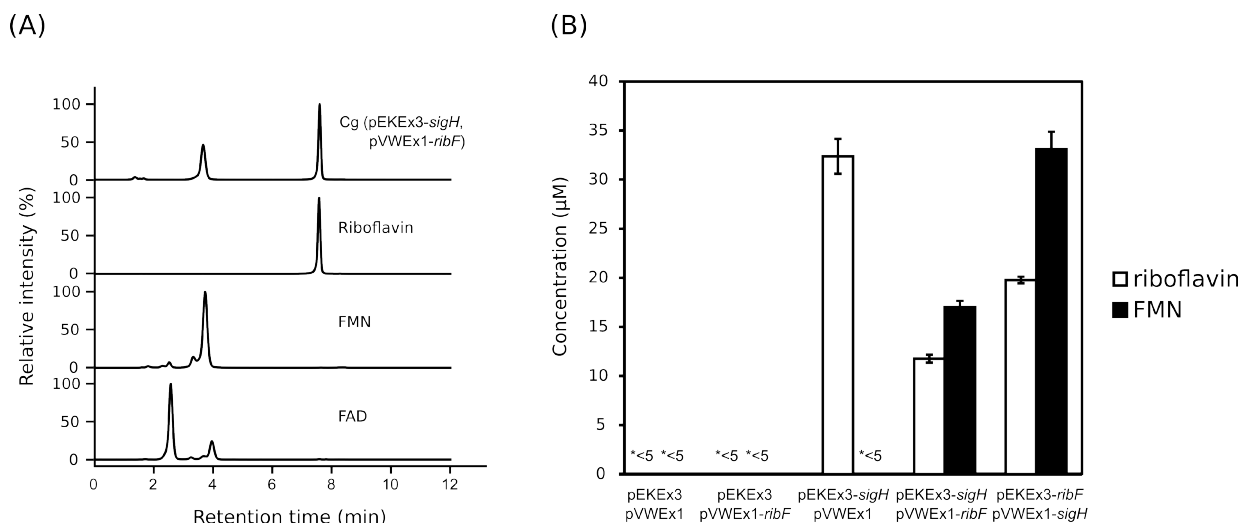 (A)
Relative intensity (%)
100
50
0
Cg (pEKEx3-sigH,
pVWEx1-ribF)
100
50
0
Riboflavin
100
50
0
FMN
100
50
0
FAD
0 2 4 6 8 10 12
Retention time (min)
(B)
Concentration (μM)
40
35
30
25
20
15
10
5
0
*<5 *<5 *<5 *<5 *<5
pEKEx3
pVWEx1
pEKEx3
pVWEx1-ribF
pEKEx3-sigH
pVWEx1
pEKEx3-sigH
pVWEx1-ribF
pEKEx3-ribF
pVWEx1-sigH
riboflavin
FMN